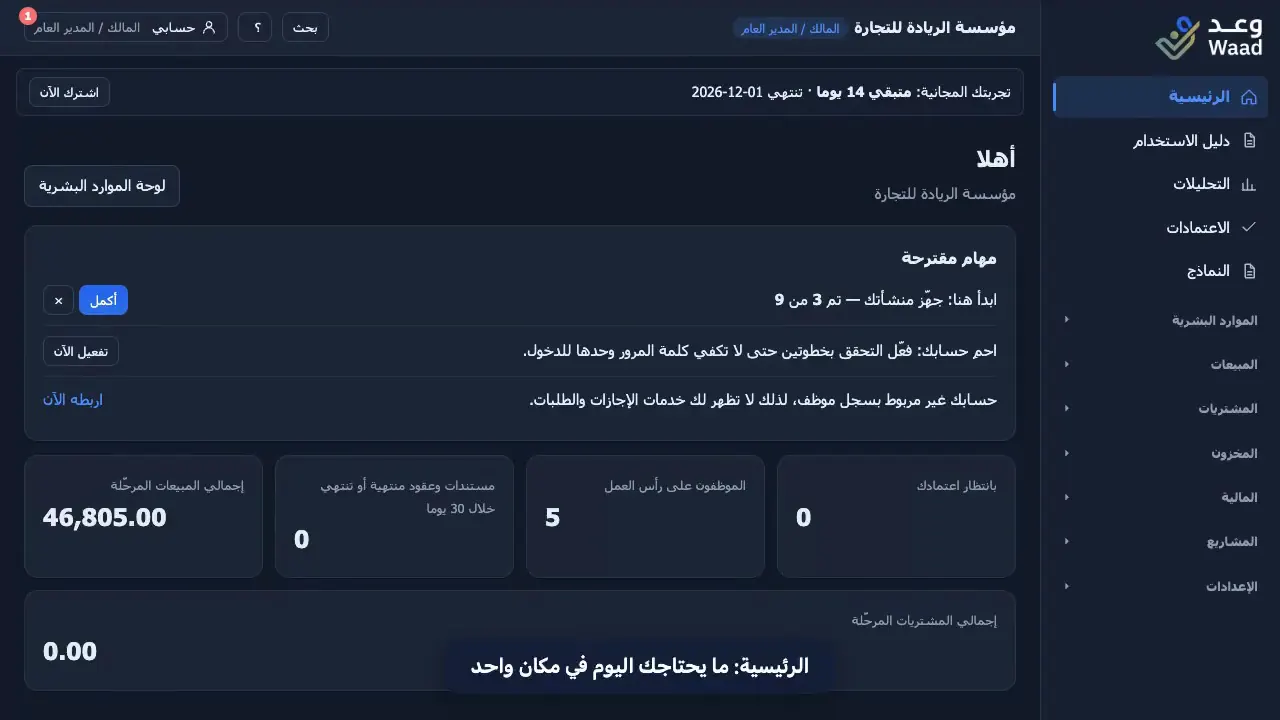 وعد
Waad
الرئيسية
دليل الاستخدام
التحليلات
الاعتمادات
النماذج
الموارد البشرية
المبيعات
المشتريات
المخزون
المالية
المشاريع
الإعدادات
مؤسسة الريادة للتجارة
المالك / المدير العام
بحث
؟
حسابي
المالك / المدير العام
1
تجربتك المجانية: متبقي 14 يوما · تنتهي 01-12-2026
اشترك الآن
أهلا
مؤسسة الريادة للتجارة
لوحة الموارد البشرية
مهام مقترحة
ابدأ هنا: جهّز منشأتك — تم 3 من 9
أكمل
×
احم حسابك: فعّل التحقق بخطوتين حتى لا تكفي كلمة المرور وحدها للدخول.
تفعيل الآن
حسابك غير مربوط بسجل موظف، لذلك لا تظهر لك خدمات الإجازات والطلبات.
اربطه الآن
بانتظار اعتمادك
0
الموظفون على رأس العمل
5
مستندات وعقود منتهية أو تنتهي
خلال 30 يوما
0
إجمالي المبيعات المرحّلة
46,805.00
إجمالي المشتريات المرحّلة
0.00
الرئيسية: ما يحتاجك اليوم في مكان واحد